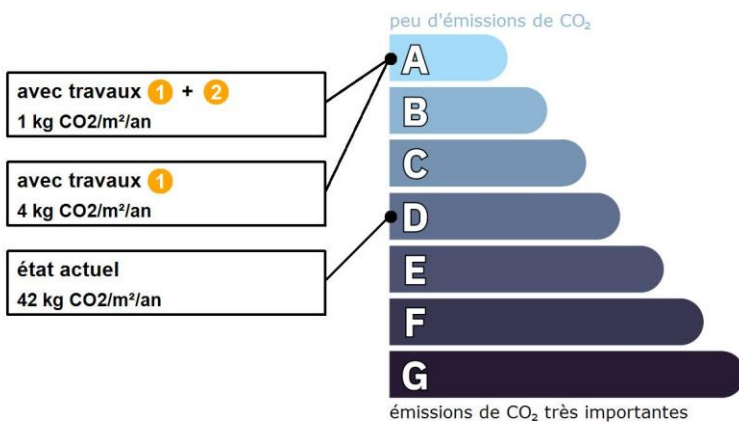 peu d'émissions de CO₂
A
avec travaux 1 + 2
1 kg CO2/m²/an
B
C
avec travaux 1
4 kg CO2/m²/an
D
état actuel
42 kg CO2/m²/an
E
F
G
émissions de CO₂ très importantes